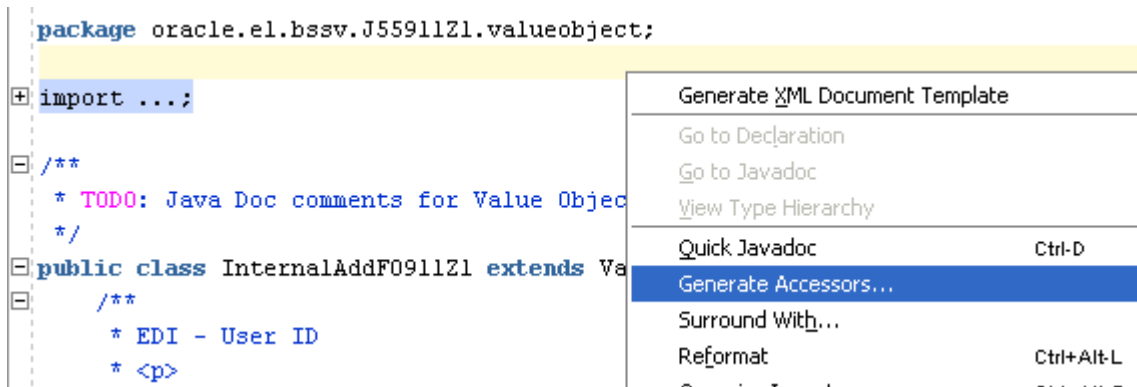 package oracle.el.bssv.J55911Z1.valueobject;
import ...;
/**
* TODO: Java Doc comments for Value Objec
*/
public class InternalAddF0911Z1 extends Va
/**
* EDI - User ID
* <p>
Generate XML Document Template
Go to Declaration
Go to Javadoc
View Type Hierarchy
Quick Javadoc Ctrl-D
Generate Accessors...
Surround With...
Reformat Ctrl+Alt-L